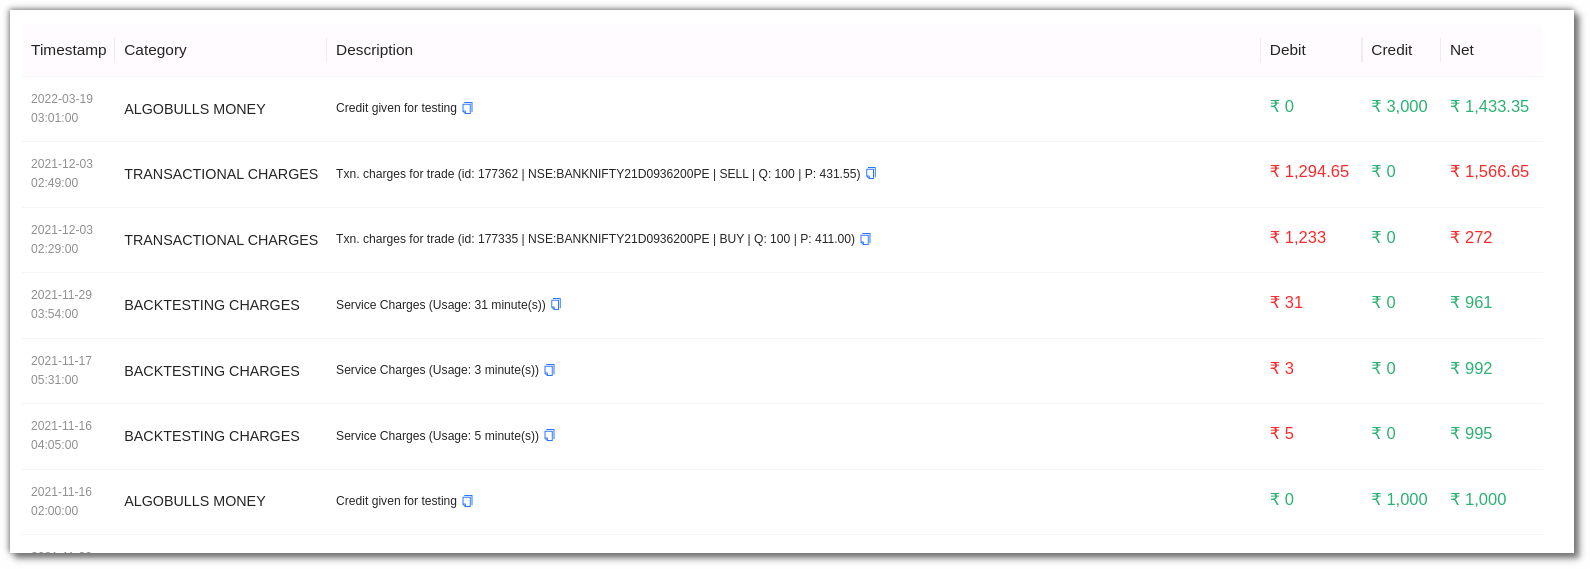 Timestamp Category Description Debit Credit Net
2022-03-19
03:01:00
ALGOBULLS MONEY Credit given for testing ₹ 0 ₹ 3,000 ₹ 1,433.35
2021-12-03
02:49:00
TRANSACTIONAL CHARGES Txn. charges for trade (id: 177362 | NSE:BANKNIFTY21D0936200PE | SELL | Q: 100 | P: 431.55) ₹ 1,294.65 ₹ 0 ₹ 1,566.65
2021-12-03
02:29:00
TRANSACTIONAL CHARGES Txn. charges for trade (id: 177335 | NSE:BANKNIFTY21D0936200PE | BUY | Q: 100 | P: 411.00) ₹ 1,233 ₹ 0 ₹ 272
2021-11-29
03:54:00
BACKTESTING CHARGES Service Charges (Usage: 31 minute(s)) ₹ 31 ₹ 0 ₹ 961
2021-11-17
05:31:00
BACKTESTING CHARGES Service Charges (Usage: 3 minute(s)) ₹ 3 ₹ 0 ₹ 992
2021-11-16
04:05:00
BACKTESTING CHARGES Service Charges (Usage: 5 minute(s)) ₹ 5 ₹ 0 ₹ 995
2021-11-16
02:00:00
ALGOBULLS MONEY Credit given for testing ₹ 0 ₹ 1,000 ₹ 1,000